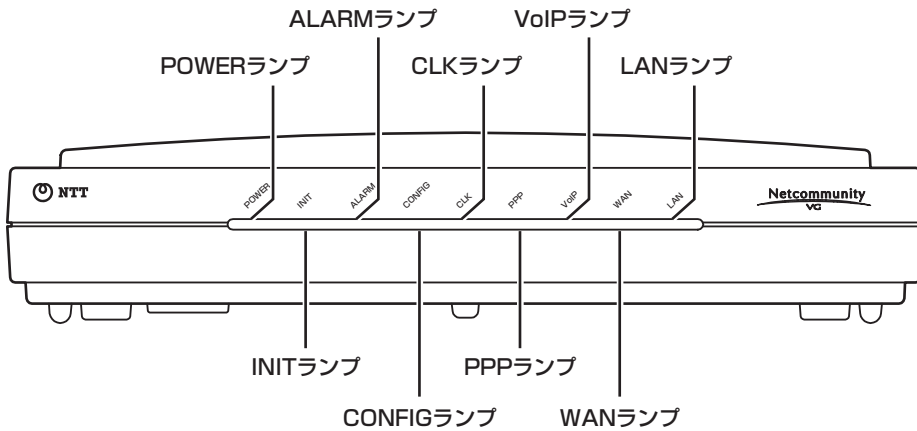 ALARMランプ
VoIPランプ
POWERランプ
CLKランプ
LANランプ
NTT
POWER
INIT
ALARM
CONFIG
CLK
PPP
VoIP
WAN
LAN
Netcommunity
VG
INITランプ
PPPランプ
CONFIGランプ
WANランプ